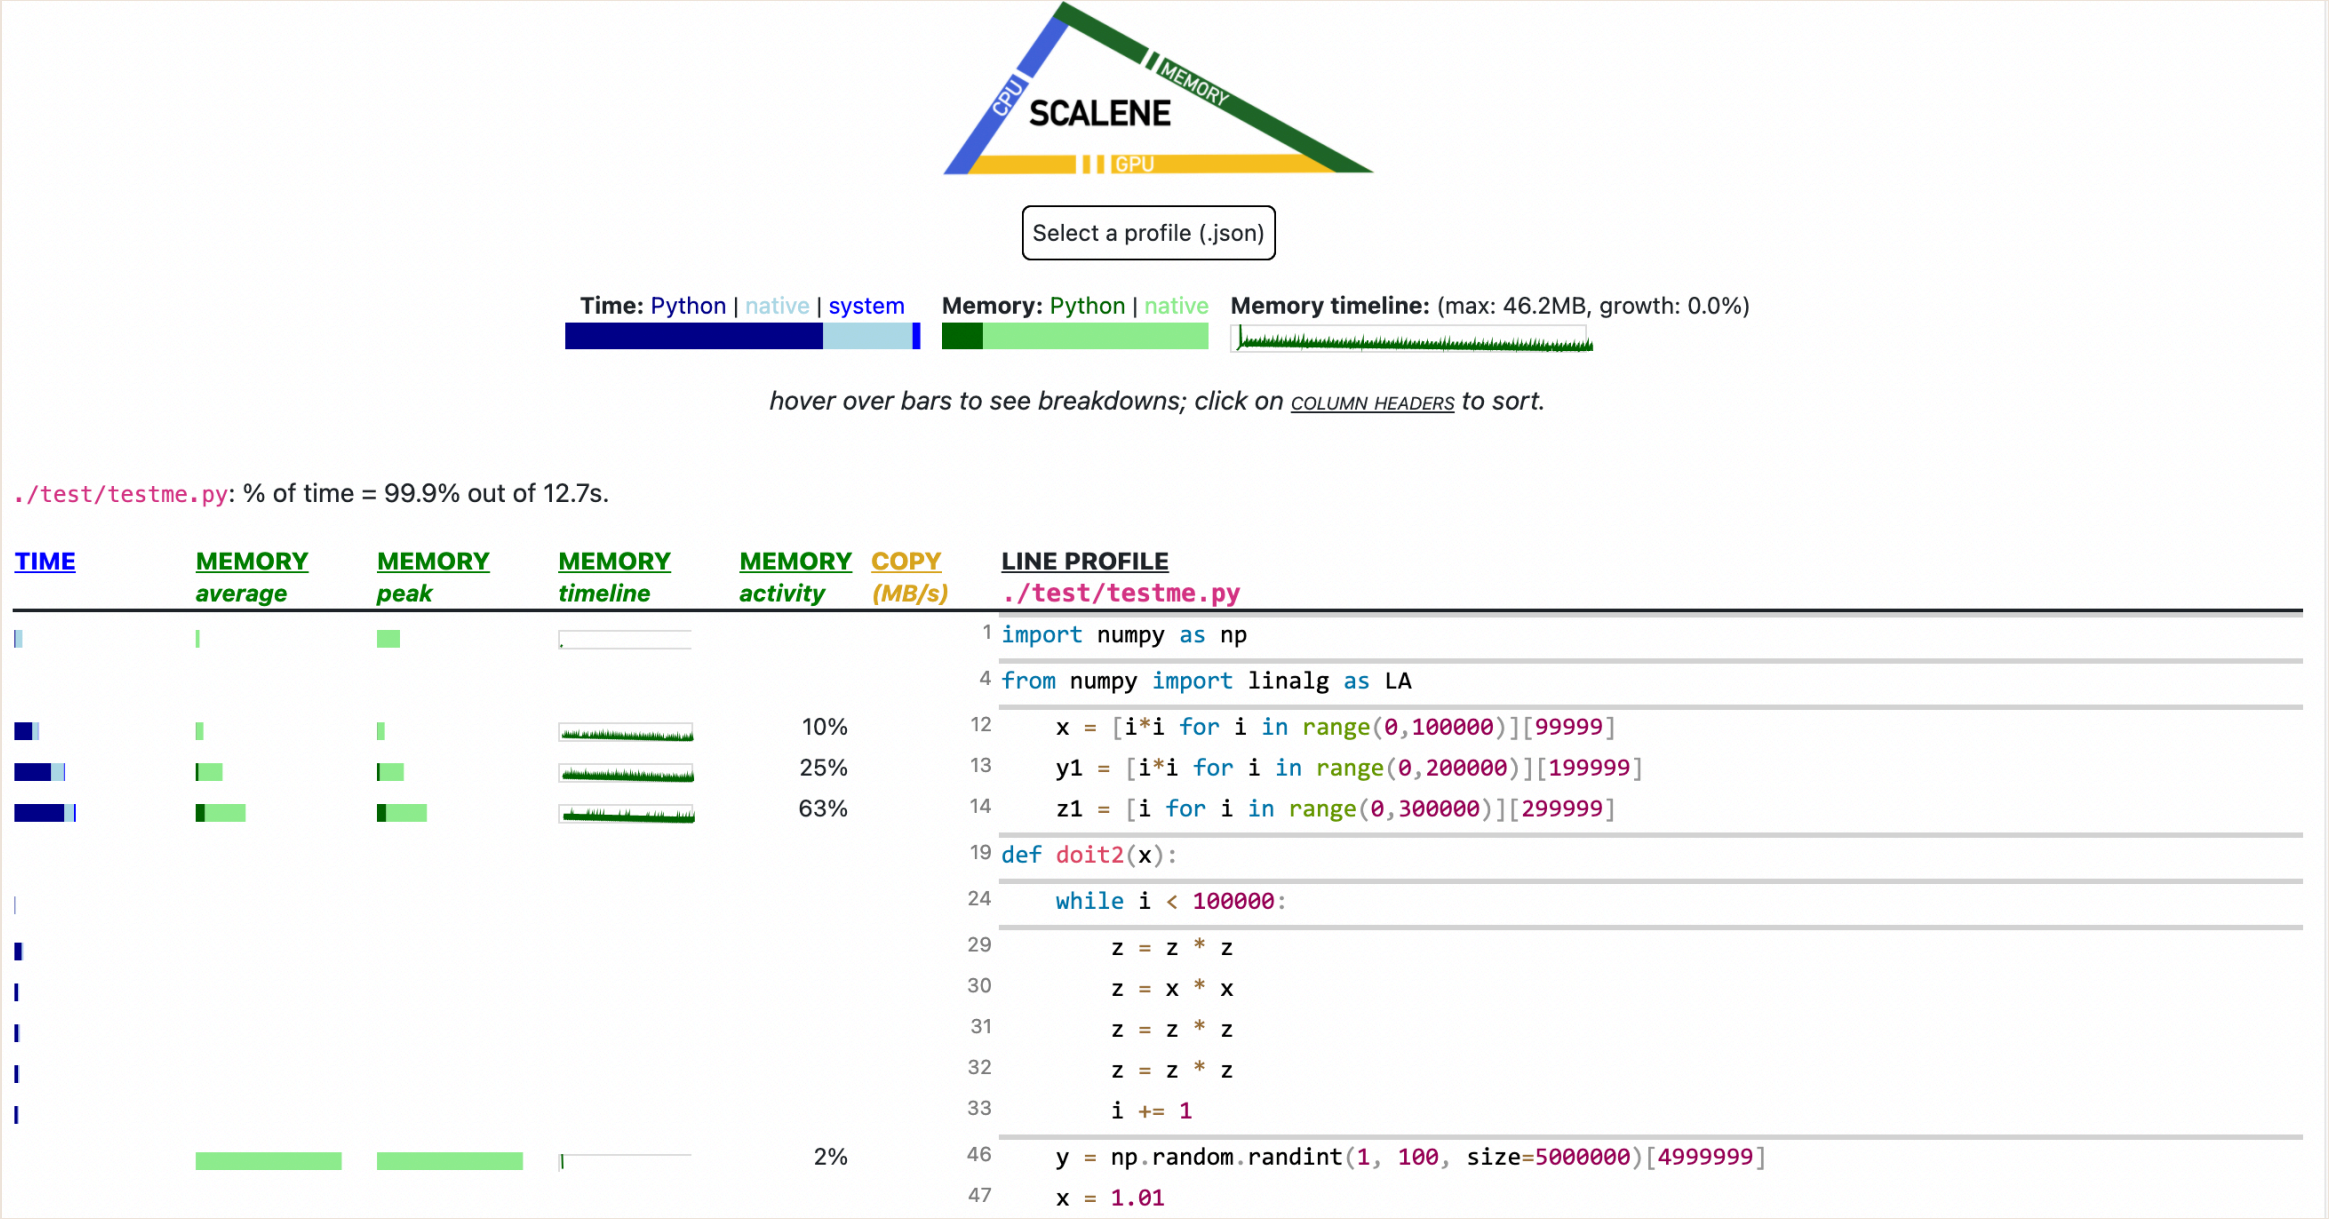 CPU
MEMORY
SCALENE
GPU
Select a profile (.json)
Time: Python | native | system
Memory: Python | native
Memory timeline: (max: 46.2MB, growth: 0.0%)
hover over bars to see breakdowns; click on COLUMN HEADERS to sort.
./test/testme.py: % of time = 99.9% out of 12.7s.
TIME MEMORY MEMORY MEMORY MEMORY COPY LINE PROFILE
average peak timeline activity (MB/s) ./test/testme.py
1 import numpy as np
4 from numpy import linalg as LA
10% 12 x = [i*i for i in range(0,100000)][99999]
25% 13 y1 = [i*i for i in range(0,200000)][199999]
63% 14 z1 = [i for i in range(0,300000)][299999]
19 def doit2(x):
24 while i < 100000:
29 z = z * z
30 z = x * x
31 z = z * z
32 z = z * z
33 i += 1
2% 46 y = np.random.randint(1, 100, size=5000000)[4999999]
47 x = 1.01